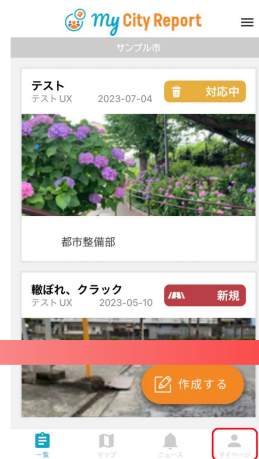 My City Report
サンプル市
テスト
テスト UX 2023-07-04
対応中
都市整備部
轍ぼれ、クラック
テスト UX 2023-05-10
新規
作成する
一覧 マップ ニュース マイページ